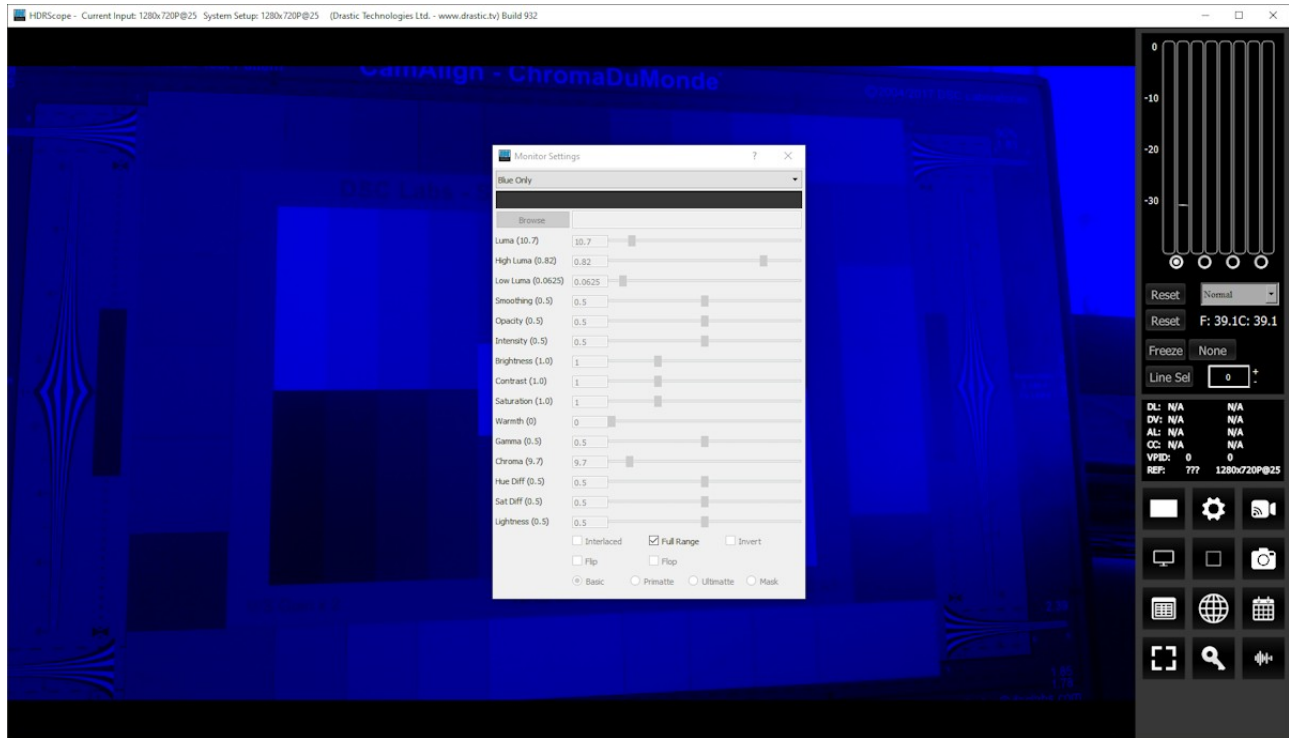 HDRScope - Current Input: 1280x720P@25 System Setup: 1280x720P@25 (Drastic Technologies Ltd. - www.drastic.tv) Build 932
CamAlign - ChromaDuMonde
DSC Labs
Monitor Settings ?
Blue Only
Browse
Luma (10.7) 10.7
High Luma (0.82) 0.82
Low Luma (0.0625) 0.0625
Smoothing (0.5) 0.5
Opacity (0.5) 0.5
Intensity (0.5) 0.5
Brightness (1.0) 1
Contrast (1.0) 1
Saturation (1.0) 1
Warmth (0) 0
Gamma (0.5) 0.5
Chroma (9.7) 9.7
Hue Diff (0.5) 0.5
Sat Diff (0.5) 0.5
Lightness (0.5) 0.5
Interlaced Full Range Invert
Flip Flop
Basic Primatte Ultimatte Mask
0
-10
-20
-30
Reset Normal
Reset F: 39.1C: 39.1
Freeze None
Line Sel 0 + -
DL: N/A N/A
DV: N/A N/A
AL: N/A N/A
CC: N/A N/A
VPID: 0 0
REF: ??? 1280x720P@25